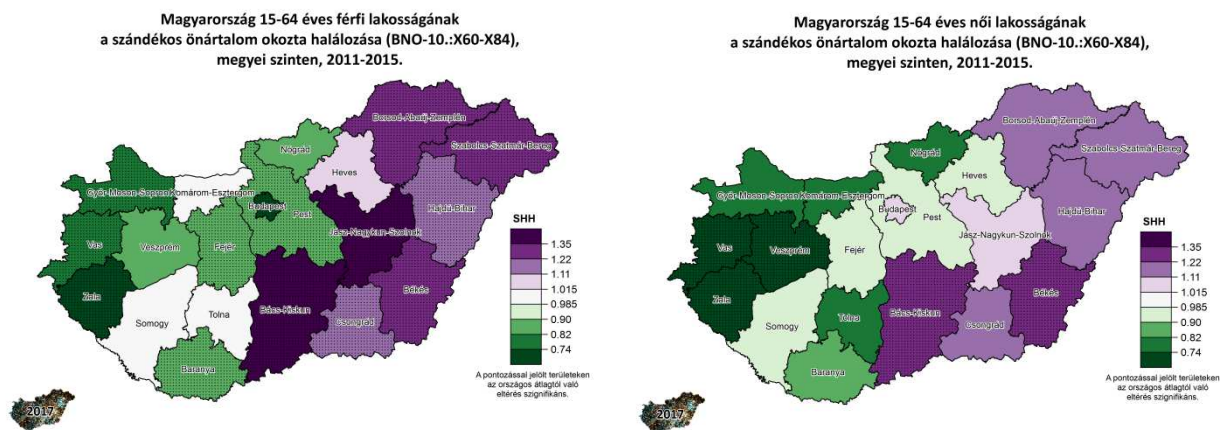 Magyarország 15-64 éves férfi lakosságának
a szándékos önártalom okozta halálozása (BNO-10.:X60-X84),
megyei szinten, 2011-2015.
Borsod-Abaúj-Zemplén
Szabolcs-Szatmár-Bereg
Nógrád
Heves
Győr-Moson-Sopron
Komárom-Esztergom
Budapest
Pest
Hajdú-Bihar
Jász-Nagykun-Szolnok
Vas
Veszprém
Fejér
Zala
Somogy
Tolna
Bács-Kiskun
Békés
Csongrád
Baranya
SHH
1.35
1.22
1.11
1.015
0.985
0.90
0.82
0.74
A pontozással jelölt területeken
az országos átlagtól való
eltérés szignifikáns.
2017
Magyarország 15-64 éves női lakosságának
a szándékos önártalom okozta halálozása (BNO-10.:X60-X84),
megyei szinten, 2011-2015.
Borsod-Abaúj-Zemplén
Szabolcs-Szatmár-Bereg
Nógrád
Heves
Győr-Moson-Sopron
Komárom-Esztergom
Budapest
Pest
Hajdú-Bihar
Jász-Nagykun-Szolnok
Vas
Veszprém
Fejér
Zala
Somogy
Tolna
Bács-Kiskun
Békés
Csongrád
Baranya
SHH
1.35
1.22
1.11
1.015
0.985
0.90
0.82
0.74
A pontozással jelölt területeken
az országos átlagtól való
eltérés szignifikáns.
2017